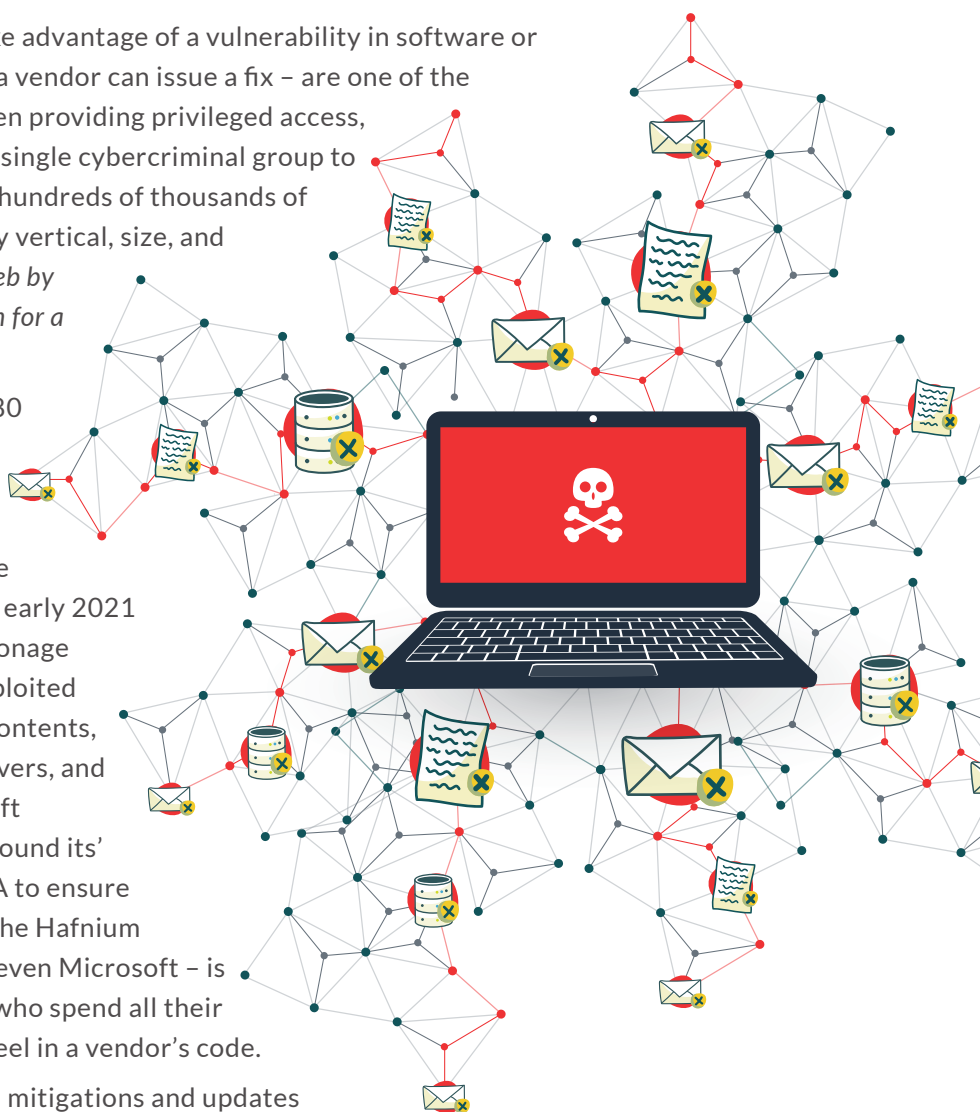 e advantage of a vulnerability in software or
a vendor can issue a fix – are one of the
en providing privileged access,
single cybercriminal group to
hundreds of thousands of
y vertical, size, and
eb by
n for a
30
e
early 2021
onage
ploited
ontents,
vers, and
ft
ound its’
A to ensure
he Hafnium
even Microsoft – is
who spend all their
eel in a vendor’s code.
mitigations and updates